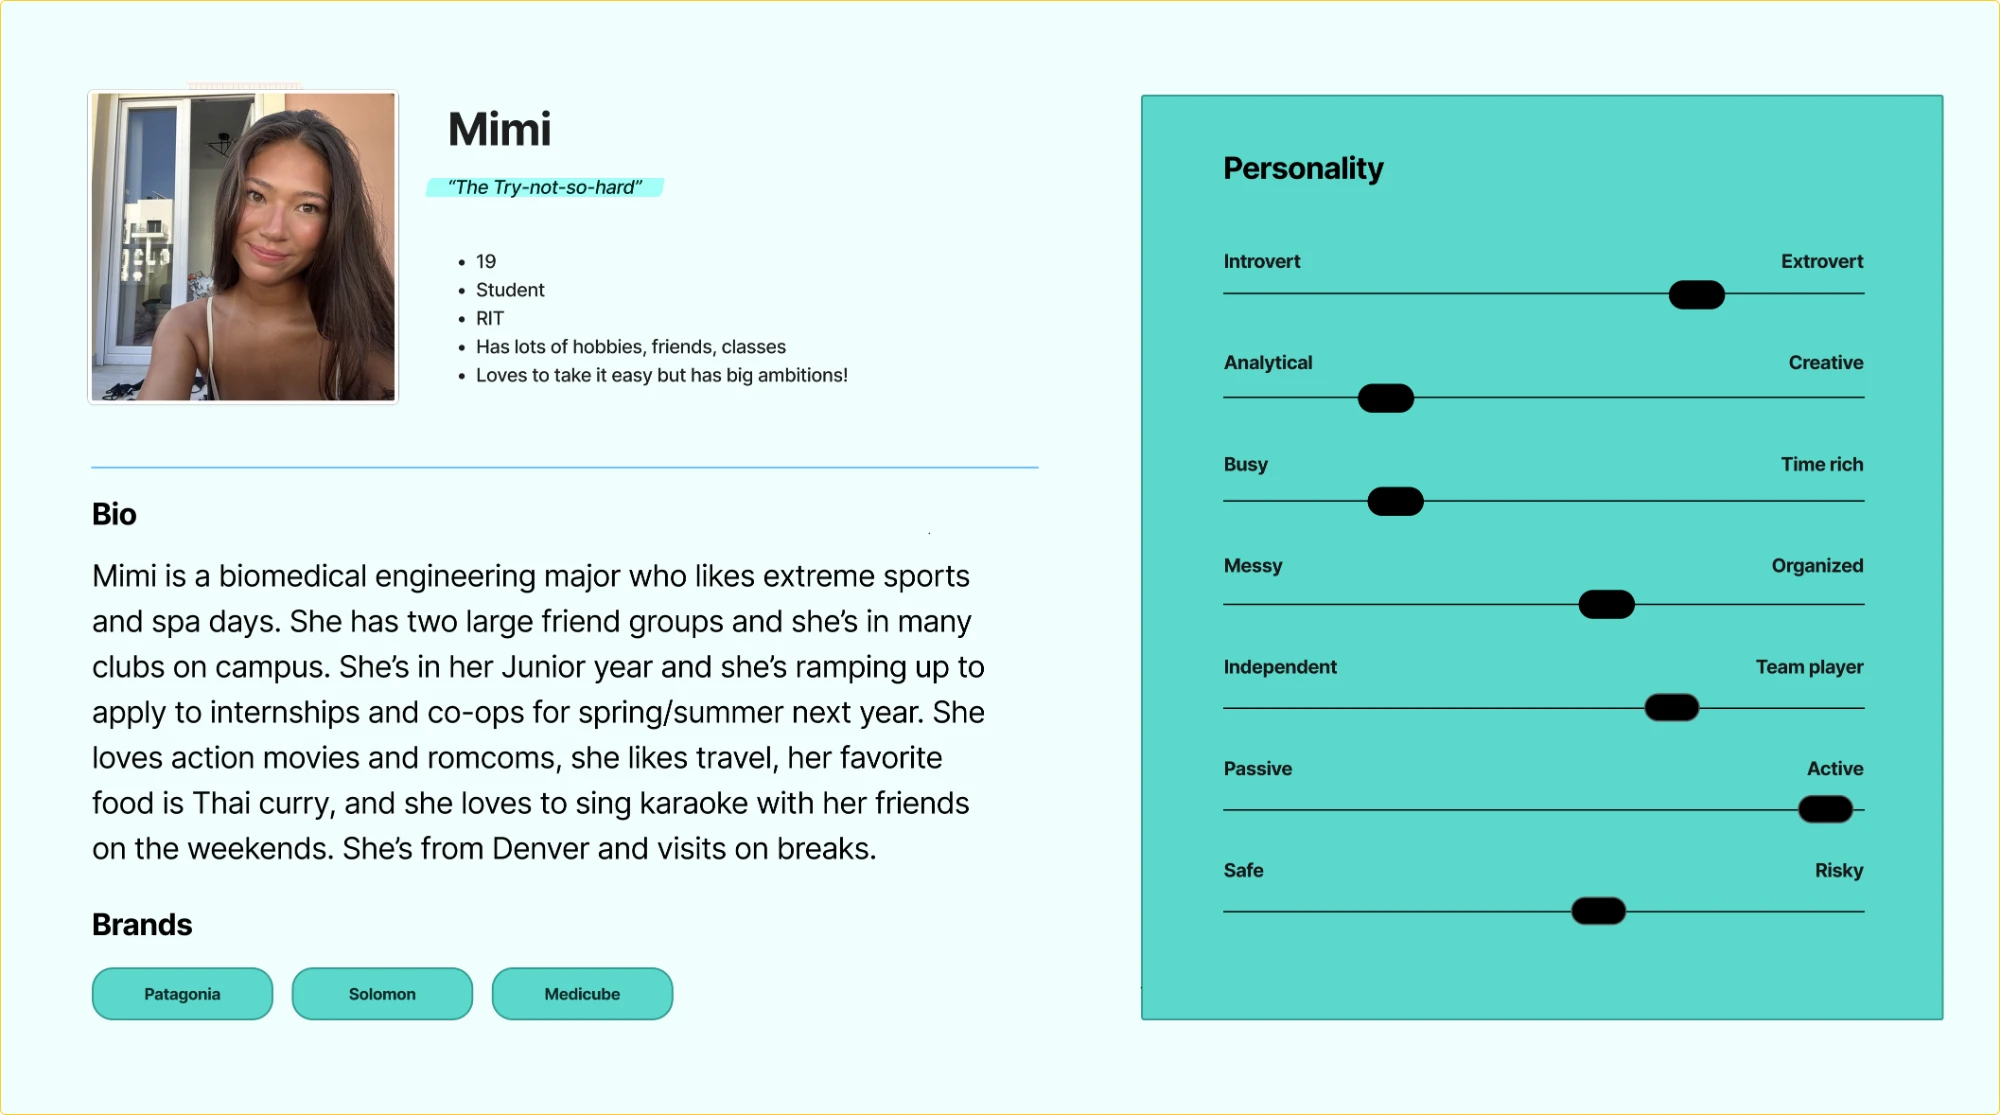 Mimi
“The Try-not-so-hard”
• 19
• Student
• RIT
• Has lots of hobbies, friends, classes
• Loves to take it easy but has big ambitions!
Bio
Mimi is a biomedical engineering major who likes extreme sports
and spa days. She has two large friend groups and she’s in many
clubs on campus. She’s in her Junior year and she’s ramping up to
apply to internships and co-ops for spring/summer next year. She
loves action movies and romcoms, she likes travel, her favorite
food is Thai curry, and she loves to sing karaoke with her friends
on the weekends. She’s from Denver and visits on breaks.
Brands
Patagonia
Solomon
Medicube
Personality
Introvert Extrovert
Analytical Creative
Busy Time rich
Messy Organized
Independent Team player
Passive Active
Safe Risky